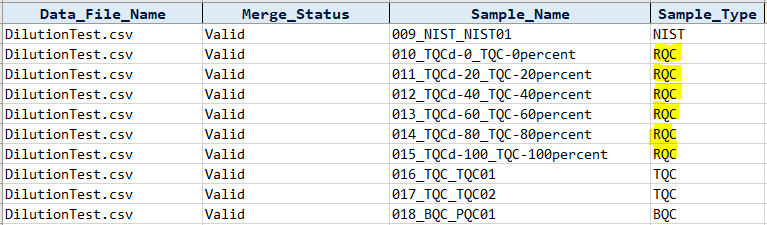 Data_File_Name Merge_Status Sample_Name Sample_Type
DilutionTest.csv Valid 009_NIST_NIST01 NIST
DilutionTest.csv Valid 010_TQCd-0_TQC-0percent RQC
DilutionTest.csv Valid 011_TQCd-20_TQC-20percent RQC
DilutionTest.csv Valid 012_TQCd-40_TQC-40percent RQC
DilutionTest.csv Valid 013_TQCd-60_TQC-60percent RQC
DilutionTest.csv Valid 014_TQCd-80_TQC-80percent RQC
DilutionTest.csv Valid 015_TQCd-100_TQC-100percent RQC
DilutionTest.csv Valid 016_TQC_TQC01 TQC
DilutionTest.csv Valid 017_TQC_TQC02 TQC
DilutionTest.csv Valid 018_BQC_PQC01 BQC